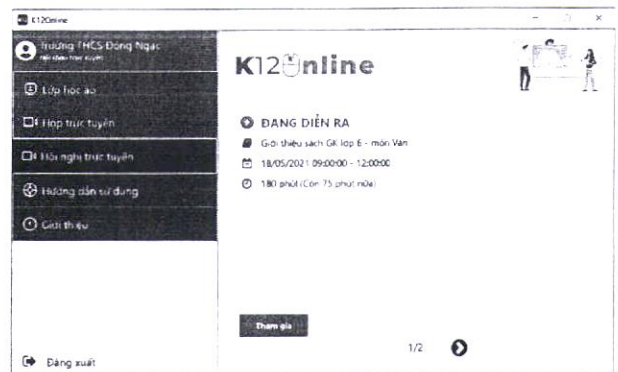 K12Online
Trường THCS Đông Ngạc
Lớp học ảo
Họp trực tuyến
Hội nghị trực tuyến
Hướng dẫn sử dụng
Giới thiệu
Đăng xuất
K12Online
ĐANG DIỄN RA
Giới thiệu sách GK lớp 6 - môn Văn
18/05/2021 09:00:00 - 12:00:00
180 phút (Còn 75 phút nữa)
Tham gia
1/2